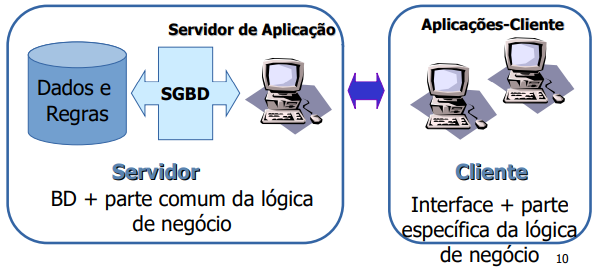 Servidor de Aplicação
Dados e
Regras
SGBD
Servidor
BD + parte comum da lógica
de negócio
Aplicações-Cliente
Cliente
Interface + parte
específica da lógica
de negócio
10